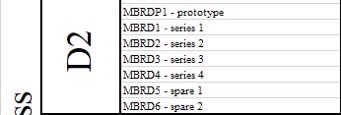 D2
MBRDP1 - prototype
MBRD1 - series 1
MBRD2 - series 2
MBRD3 - series 3
MBRD4 - series 4
MBRD5 - spare 1
MBRD6 - spare 2
ss